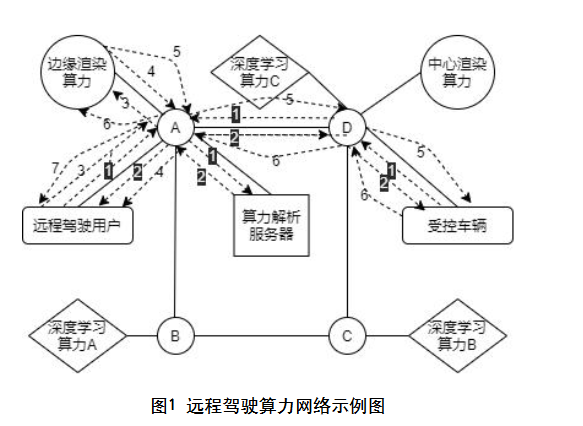 边缘渲染
算力
5
4
深度学习
算力C
中心渲染
算力
3
6
5
1
2
A
D
6
7
3
1
2
4
1
2
5
1
2
6
远程驾驶用户
算力解析
服务器
受控车辆
深度学习
算力A
B
C
深度学习
算力B
图1 远程驾驶算力网络示例图